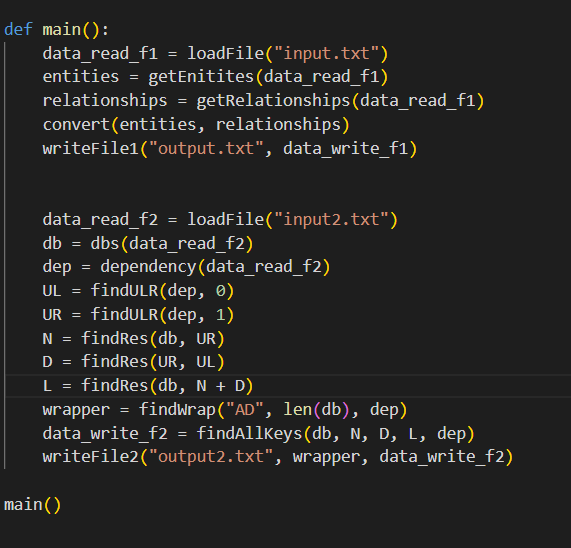 def main():
    data_read_f1 = loadFile("input.txt")
    entities = getEnitites(data_read_f1)
    relationships = getRelationships(data_read_f1)
    convert(entities, relationships)
    writeFile1("output.txt", data_write_f1)
    data_read_f2 = loadFile("input2.txt")
    db = dbs(data_read_f2)
    dep = dependency(data_read_f2)
    UL = findULR(dep, 0)
    UR = findULR(dep, 1)
    N = findRes(db, UR)
    D = findRes(UR, UL)
    L = findRes(db, N + D)
    wrapper = findWrap("AD", len(db), dep)
    data_write_f2 = findAllKeys(db, N, D, L, dep)
    writeFile2("output2.txt", wrapper, data_write_f2)
main()